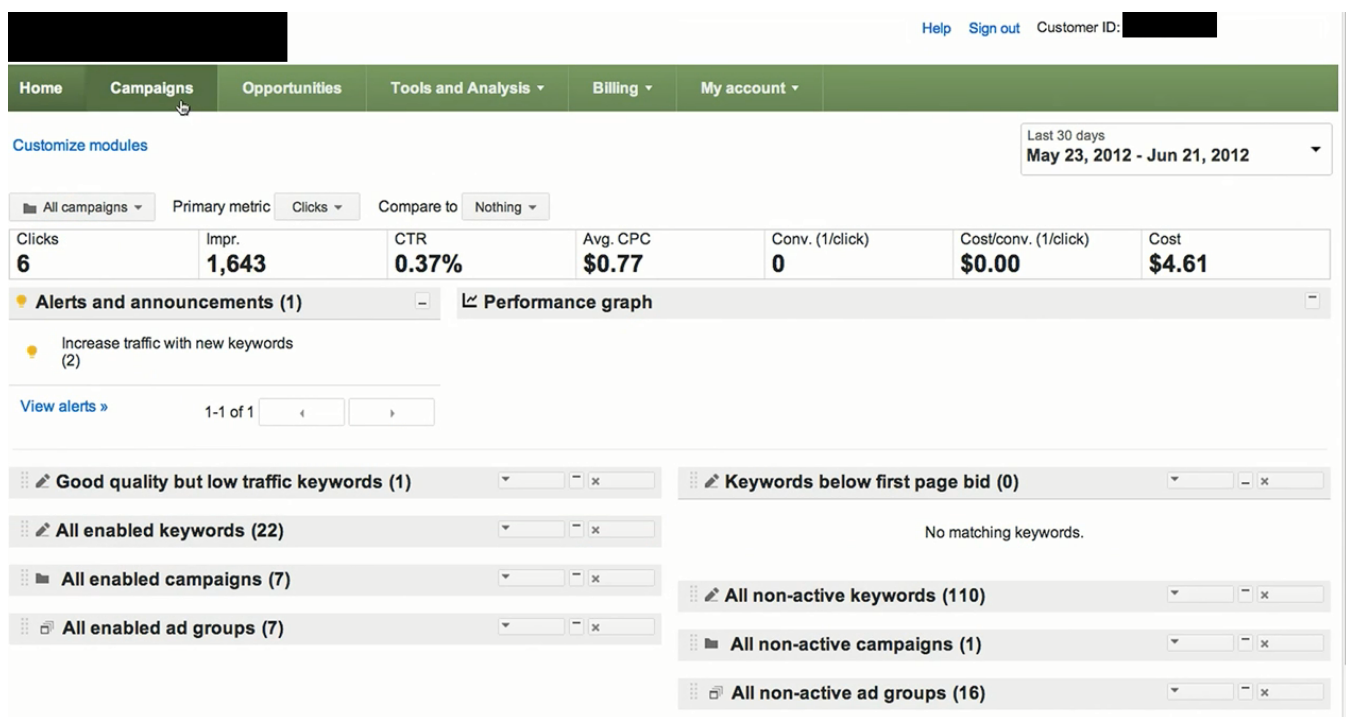 Help Sign out Customer ID:
Home Campaigns Opportunities Tools and Analysis Billing My account
Customize modules
Last 30 days
May 23, 2012 - Jun 21, 2012
All campaigns Primary metric Clicks Compare to Nothing
Clicks Impr. CTR Avg. CPC Conv. (1/click) Cost/conv. (1/click) Cost
6 1,643 0.37% $0.77 0 $0.00 $4.61
Alerts and announcements (1)
Performance graph
Increase traffic with new keywords
(2)
View alerts » 1-1 of 1
Good quality but low traffic keywords (1)
All enabled keywords (22)
All enabled campaigns (7)
All enabled ad groups (7)
Keywords below first page bid (0)
No matching keywords.
All non-active keywords (110)
All non-active campaigns (1)
All non-active ad groups (16)